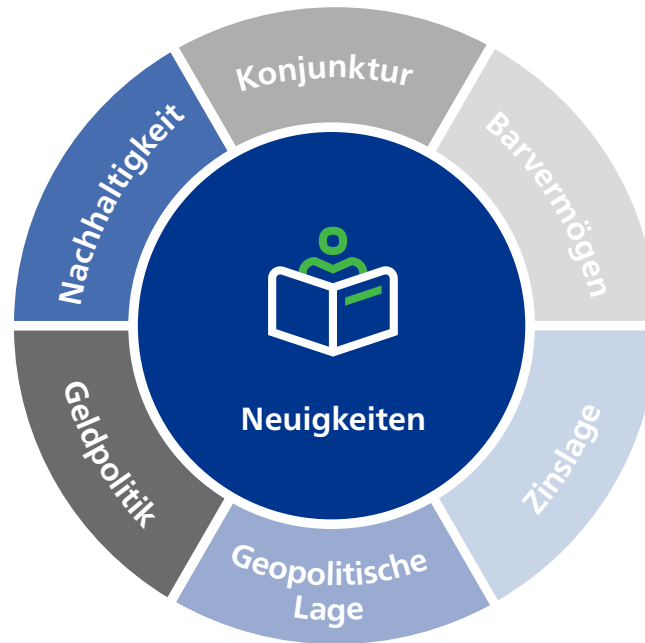 Konjunktur
Barvermögen
Zinslage
Geopolitische
Lage
Geldpolitik
Nachhaltigkeit
Neuigkeiten